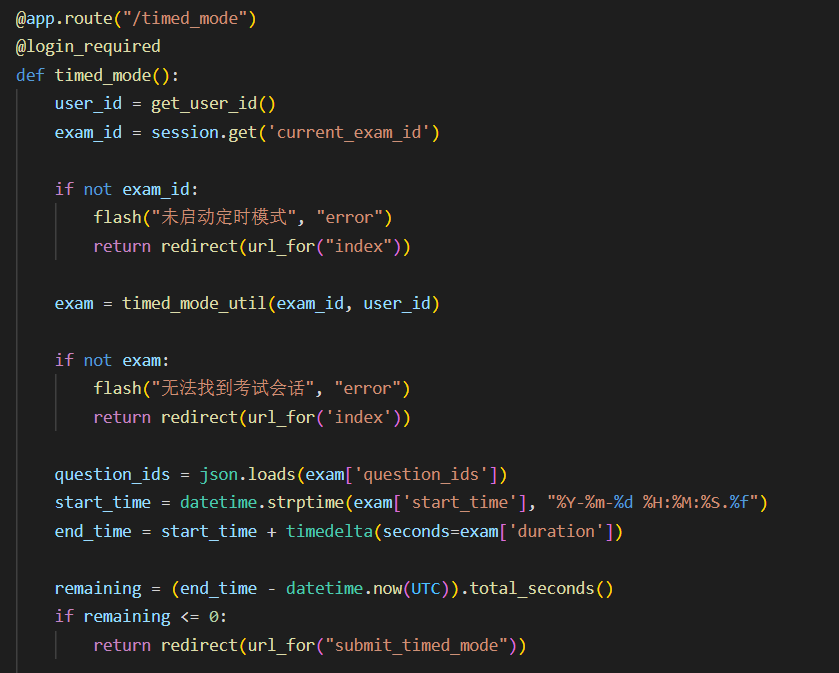 @app.route("/timed_mode")
@login_required
def timed_mode():
    user_id = get_user_id()
    exam_id = session.get('current_exam_id')

    if not exam_id:
        flash("未启动定时模式", "error")
        return redirect(url_for("index"))

    exam = timed_mode_util(exam_id, user_id)

    if not exam:
        flash("无法找到考试会话", "error")
        return redirect(url_for('index'))

    question_ids = json.loads(exam['question_ids'])
    start_time = datetime.strptime(exam['start_time'], "%Y-%m-%d %H:%M:%S.%f")
    end_time = start_time + timedelta(seconds=exam['duration'])

    remaining = (end_time - datetime.now(UTC)).total_seconds()
    if remaining <= 0:
        return redirect(url_for("submit_timed_mode"))